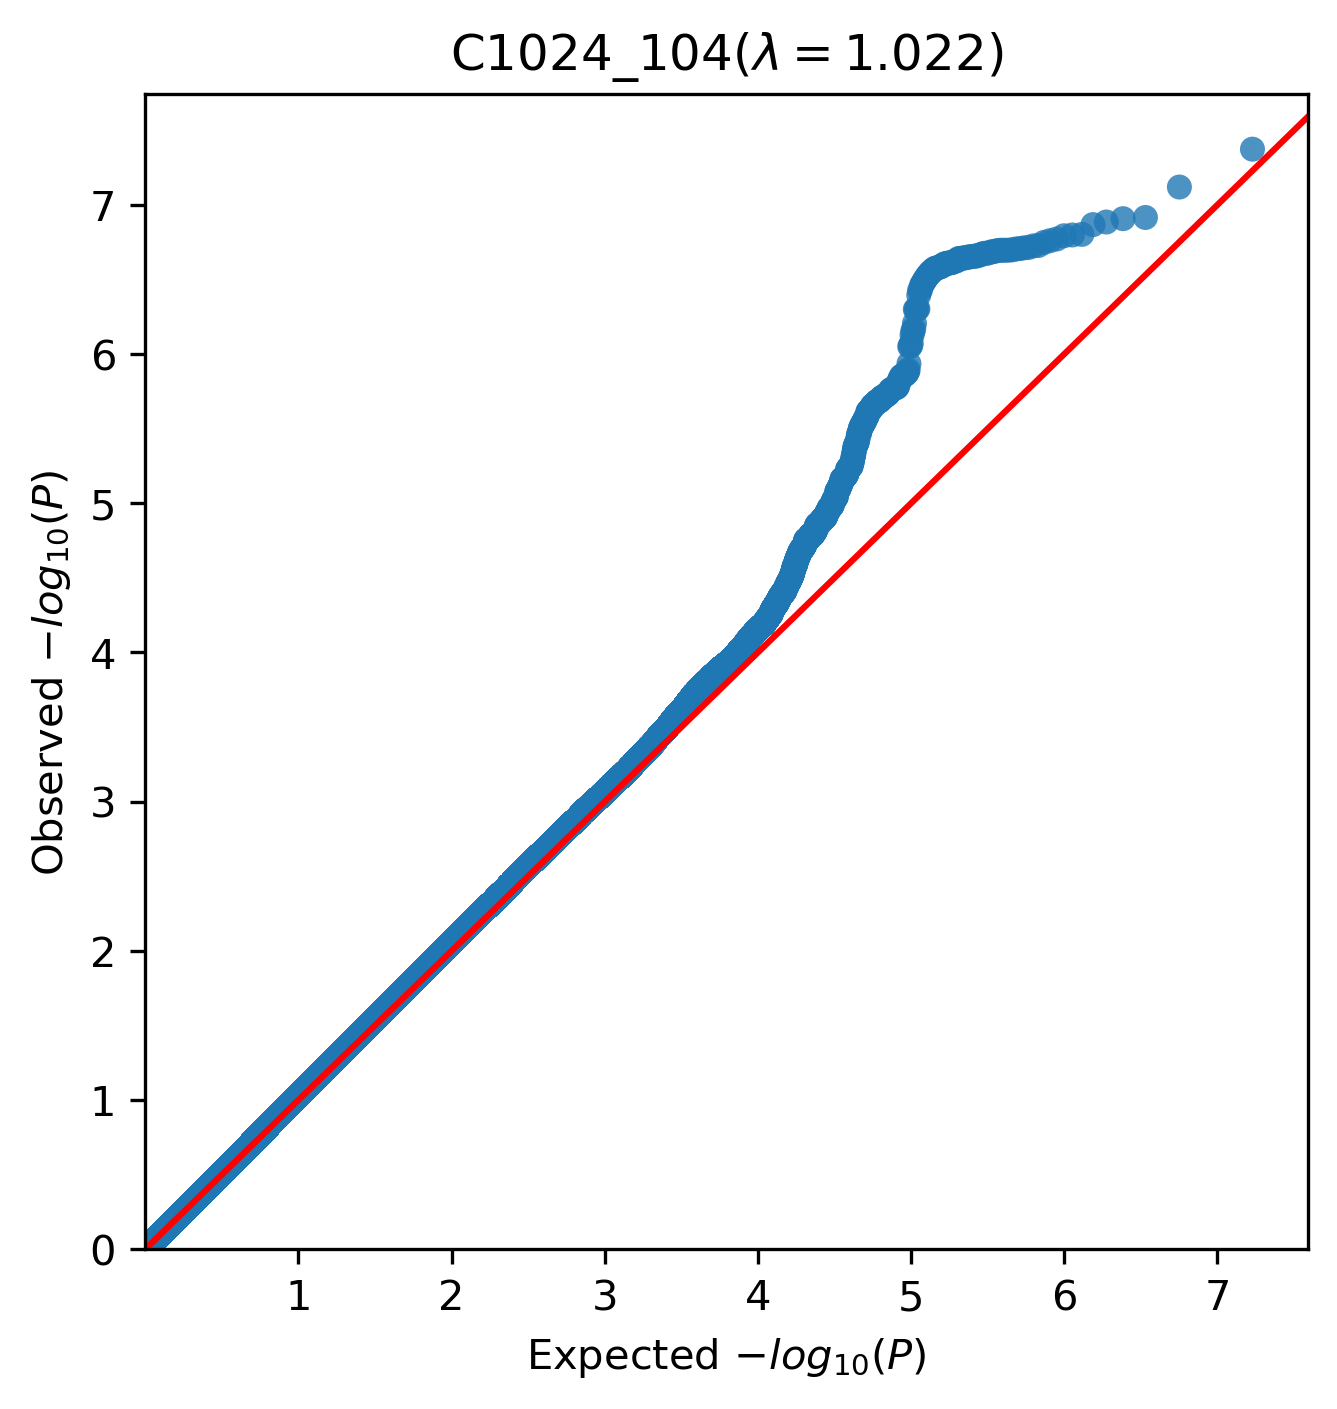 C1024_104(λ = 1.022)
Observed −log₁₀(P)
7
6
5
4
3
2
1
0
1 2 3 4 5 6 7
Expected −log₁₀(P)